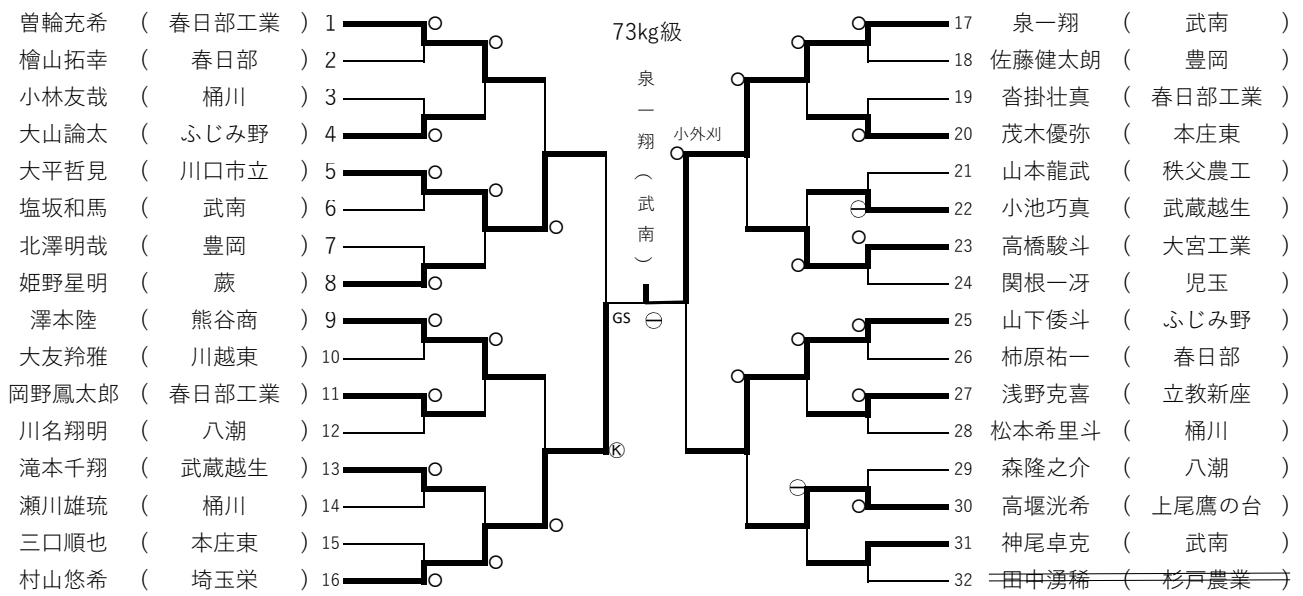 73kg級
曽輪充希 ( 春日部工業 ) 1
檜山拓幸 ( 春日部 ) 2
小林友哉 ( 桶川 ) 3
大山論太 ( ふじみ野 ) 4
大平哲見 ( 川口市立 ) 5
塩坂和馬 ( 武南 ) 6
北澤明哉 ( 豊岡 ) 7
姫野星明 ( 蕨 ) 8
澤本陸 ( 熊谷商 ) 9
大友羚雅 ( 川越東 ) 10
岡野鳳太郎 ( 春日部工業 ) 11
川名翔明 ( 八潮 ) 12
滝本千翔 ( 武蔵越生 ) 13
瀬川雄琉 ( 桶川 ) 14
三口順也 ( 本庄東 ) 15
村山悠希 ( 埼玉栄 ) 16
泉一翔(武南)
小外刈
GS
K
17 泉一翔 ( 武南 )
18 佐藤健太朗 ( 豊岡 )
19 沓掛壮真 ( 春日部工業 )
20 茂木優弥 ( 本庄東 )
21 山本龍武 ( 秩父農工 )
22 小池巧真 ( 武蔵越生 )
23 高橋駿斗 ( 大宮工業 )
24 関根一冴 ( 児玉 )
25 山下倭斗 ( ふじみ野 )
26 柿原祐一 ( 春日部 )
27 浅野克喜 ( 立教新座 )
28 松本希里斗 ( 桶川 )
29 森隆之介 ( 八潮 )
30 高堰洸希 ( 上尾鷹の台 )
31 神尾卓克 ( 武南 )
32 田中湧稀 ( 杉戸農業 )